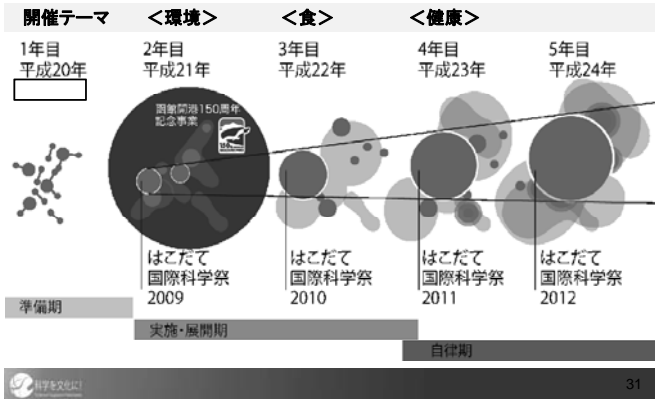 開催テーマ ＜環境＞ ＜食＞ ＜健康＞
1年目 2年目 3年目 4年目 5年目
平成20年 平成21年 平成22年 平成23年 平成24年
函館開港150周年
記念事業
はこだて
国際科学祭
2009
はこだて
国際科学祭
2010
はこだて
国際科学祭
2011
はこだて
国際科学祭
2012
準備期
実施・展開期
自律期
科学を文化に!
31